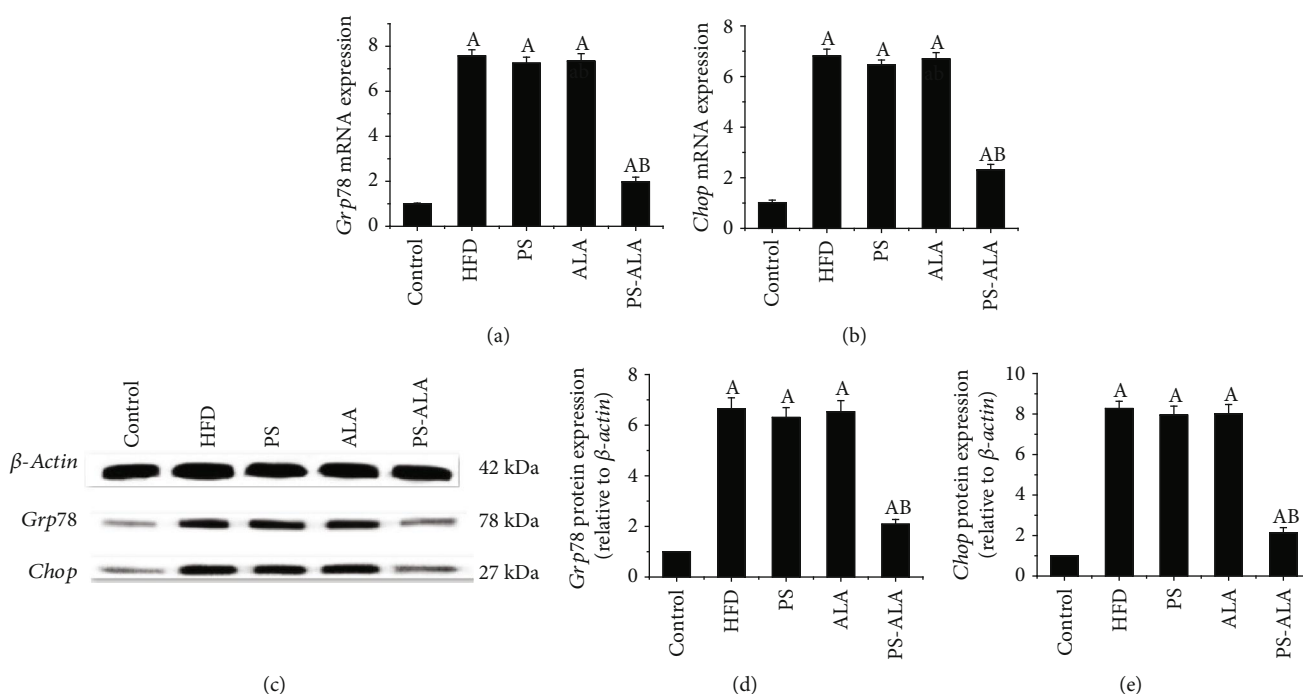 Grp78 mRNA expression
8
6
4
2
0
A
A
A
ab
AB
Control
HFD
PS
ALA
PS-ALA
(a)
Chop mRNA expression
8
6
4
2
0
A
A
A
ab
AB
Control
HFD
PS
ALA
PS-ALA
(b)
Control
HFD
PS
ALA
PS-ALA
β-Actin
42 kDa
Grp78
78 kDa
Chop
27 kDa
(c)
Grp78 protein expression
(relative to β-actin)
8
6
4
2
0
A
A
A
AB
Control
HFD
PS
ALA
PS-ALA
(d)
Chop protein expression
(relative to β-actin)
10
8
6
4
2
0
A
A
A
AB
Control
HFD
PS
ALA
PS-ALA
(e)